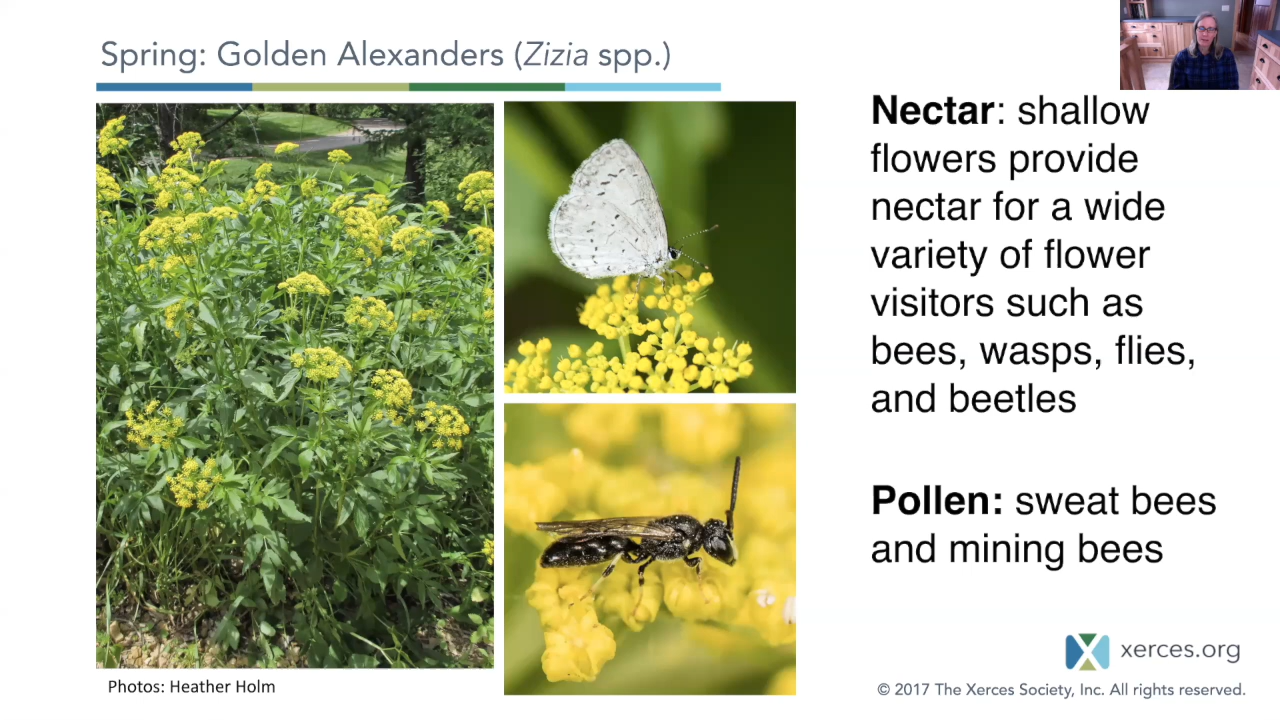 Spring: Golden Alexanders (Zizia spp.)
Nectar: shallow
flowers provide
nectar for a wide
variety of flower
visitors such as
bees, wasps, flies,
and beetles
Pollen: sweat bees
and mining bees
Photos: Heather Holm
xerces.org
© 2017 The Xerces Society, Inc. All rights reserved.